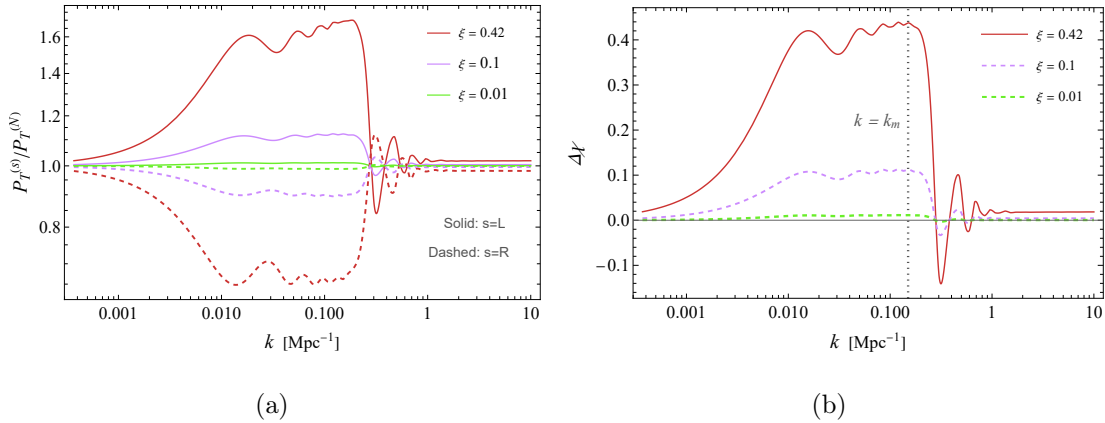 P_T^(s)/P_T^(N)
1.6
1.4
1.2
1.0
0.8
ξ = 0.42
ξ = 0.1
ξ = 0.01
Solid: s=L
Dashed: s=R
0.001 0.010 0.100 1 10
k [Mpc⁻¹]
(a)
Δχ
0.4
0.3
0.2
0.1
0.0
−0.1
ξ = 0.42
ξ = 0.1
ξ = 0.01
k = k_m
0.001 0.010 0.100 1 10
k [Mpc⁻¹]
(b)